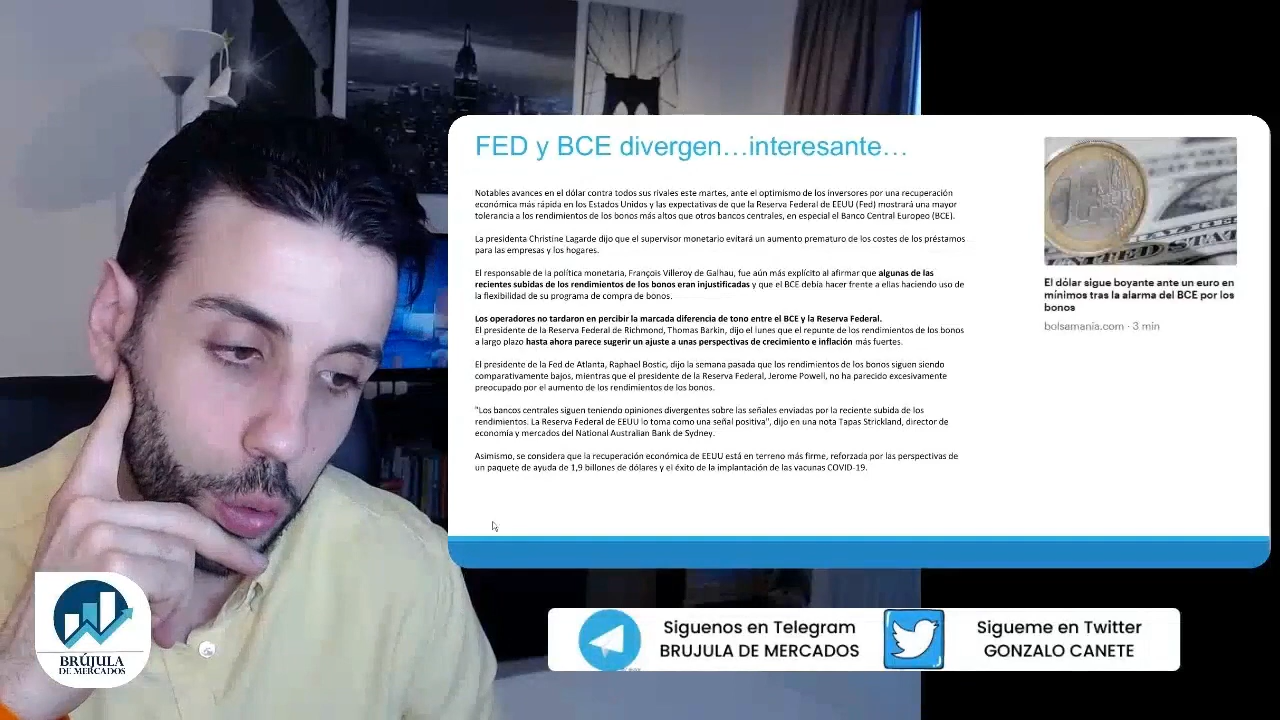 FED y BCE divergen…interesante…
Notables avances en el dólar contra todos sus rivales este martes, ante el optimismo de los inversores por una recuperación
económica más rápida en los Estados Unidos y las expectativas de que la Reserva Federal de EEUU (Fed) mostrará una mayor
tolerancia a los rendimientos de los bonos más altos que otros bancos centrales, en especial el Banco Central Europeo (BCE).
La presidenta Christine Lagarde dijo que el supervisor monetario evitará un aumento prematuro de los costes de los préstamos
para las empresas y los hogares.
El responsable de la política monetaria, François Villeroy de Galhau, fue aún más explícito al afirmar que algunas de las
recientes subidas de los rendimientos de los bonos eran injustificadas y que el BCE debía hacer frente a ellas haciendo uso de
la flexibilidad de su programa de compra de bonos.
Los operadores no tardaron en percibir la marcada diferencia de tono entre el BCE y la Reserva Federal.
El presidente de la Reserva Federal de Richmond, Thomas Barkin, dijo el lunes que el repunte de los rendimientos de los bonos
a largo plazo hasta ahora parece sugerir un ajuste a unas perspectivas de crecimiento e inflación más fuertes.
El presidente de la Fed de Atlanta, Raphael Bostic, dijo la semana pasada que los rendimientos de los bonos siguen siendo
comparativamente bajos, mientras que el presidente de la Reserva Federal, Jerome Powell, no ha parecido excesivamente
preocupado por el aumento de los rendimientos de los bonos.
"Los bancos centrales siguen teniendo opiniones divergentes sobre las señales enviadas por la reciente subida de los
rendimientos. La Reserva Federal de EEUU lo toma como una señal positiva", dijo en una nota Tapas Strickland, director de
economía y mercados del National Australian Bank de Sydney.
Asimismo, se considera que la recuperación económica de EEUU está en terreno más firme, reforzada por las perspectivas de
un paquete de ayuda de 1,9 billones de dólares y el éxito de la implantación de las vacunas COVID-19.
1 EURO
UNITED STAT
El dólar sigue boyante ante un euro en
mínimos tras la alarma del BCE por los
bonos
bolsamania.com · 3 min
BRÚJULA
DE MERCADOS
Siguenos en Telegram
BRUJULA DE MERCADOS
Sigueme en Twitter
GONZALO CANETE